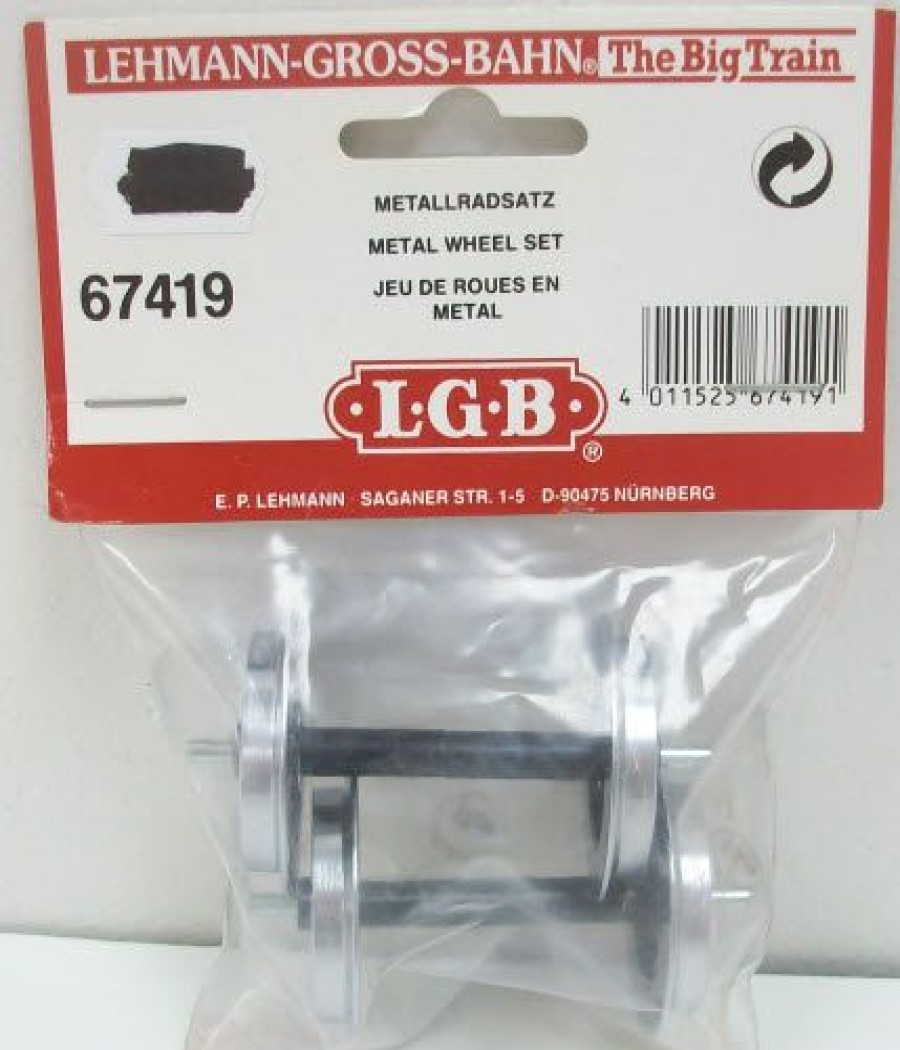 LEHMANN-GROSS-BAHN® The Big Train
METALLRADSATZ
METAL WHEEL SET
JEU DE ROUES EN
METAL
67419
4 011525 674191
L·G·B
®
E. P. LEHMANN SAGANER STR. 1-5 D-90475 NÜRNBERG